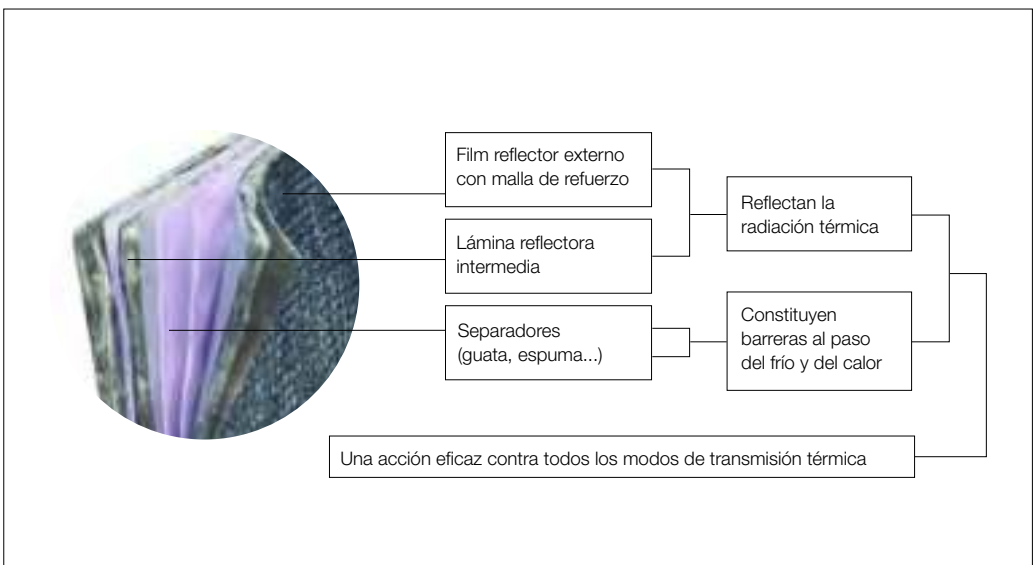 Film reflector externo
con malla de refuerzo
Reflectan la
radiación térmica
Lámina reflectora
intermedia
Separadores
(guata, espuma...)
Constituyen
barreras al paso
del frío y del calor
Una acción eficaz contra todos los modos de transmisión térmica